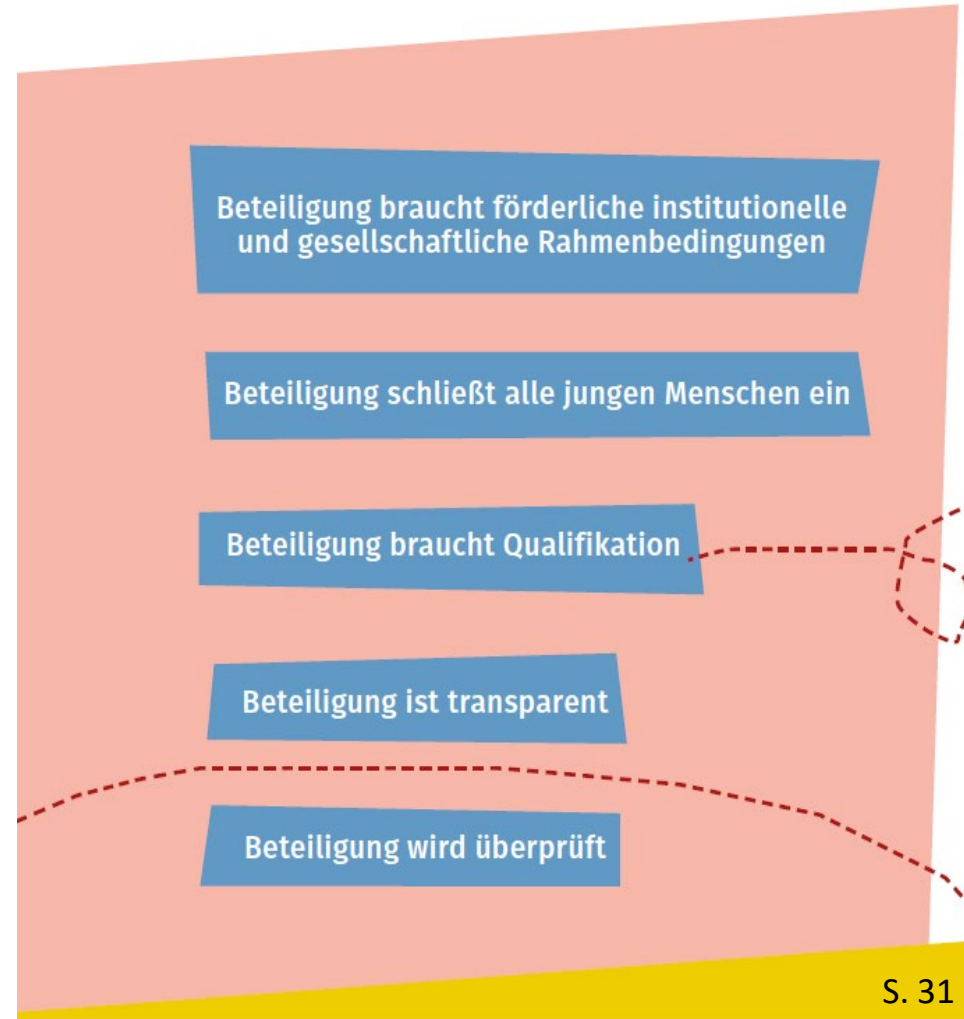 Beteiligung braucht förderliche institutionelle
und gesellschaftliche Rahmenbedingungen
Beteiligung schließt alle jungen Menschen ein
Beteiligung braucht Qualifikation
Beteiligung ist transparent
Beteiligung wird überprüft
S. 31